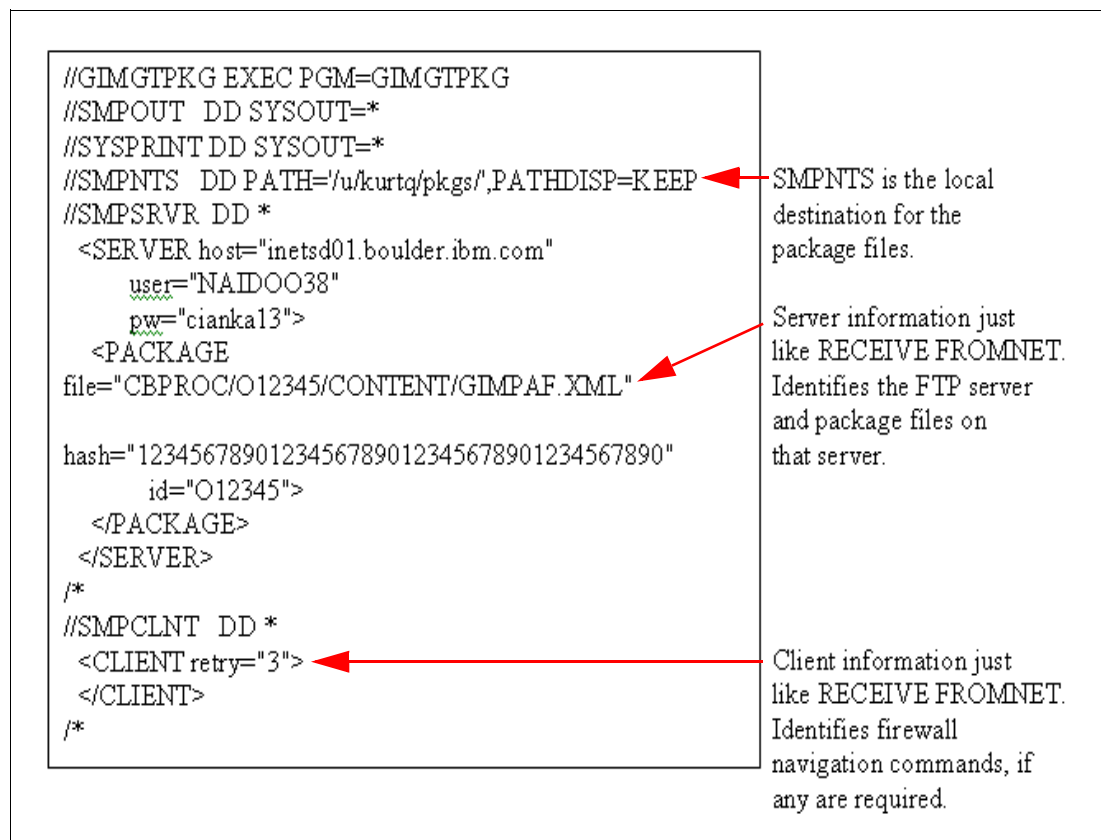 //GIMGTPKG EXEC PGM=GIMGTPKG
//SMPOUT DD SYSOUT=*
//SYSPRINT DD SYSOUT=*
//SMPNTS DD PATH='/u/kurtq/pkgs/',PATHDISP=KEEP
//SMPSRVR DD *
<SERVER host="inetsd01.boulder.ibm.com"
user="NAIDOO38"
pw="cianka13">
<PACKAGE
file="CBPROC/O12345/CONTENT/GIMPAF.XML"
hash="1234567890123456789012345678901234567890"
id="O12345">
</PACKAGE>
</SERVER>
/*
//SMPCLNT DD *
<CLIENT retry="3">
</CLIENT>
/*
SMPNTS is the local
destination for the
package files.
Server information just
like RECEIVE FROMNET.
Identifies the FTP server
and package files on
that server.
Client information just
like RECEIVE FROMNET.
Identifies firewall
navigation commands, if
any are required.